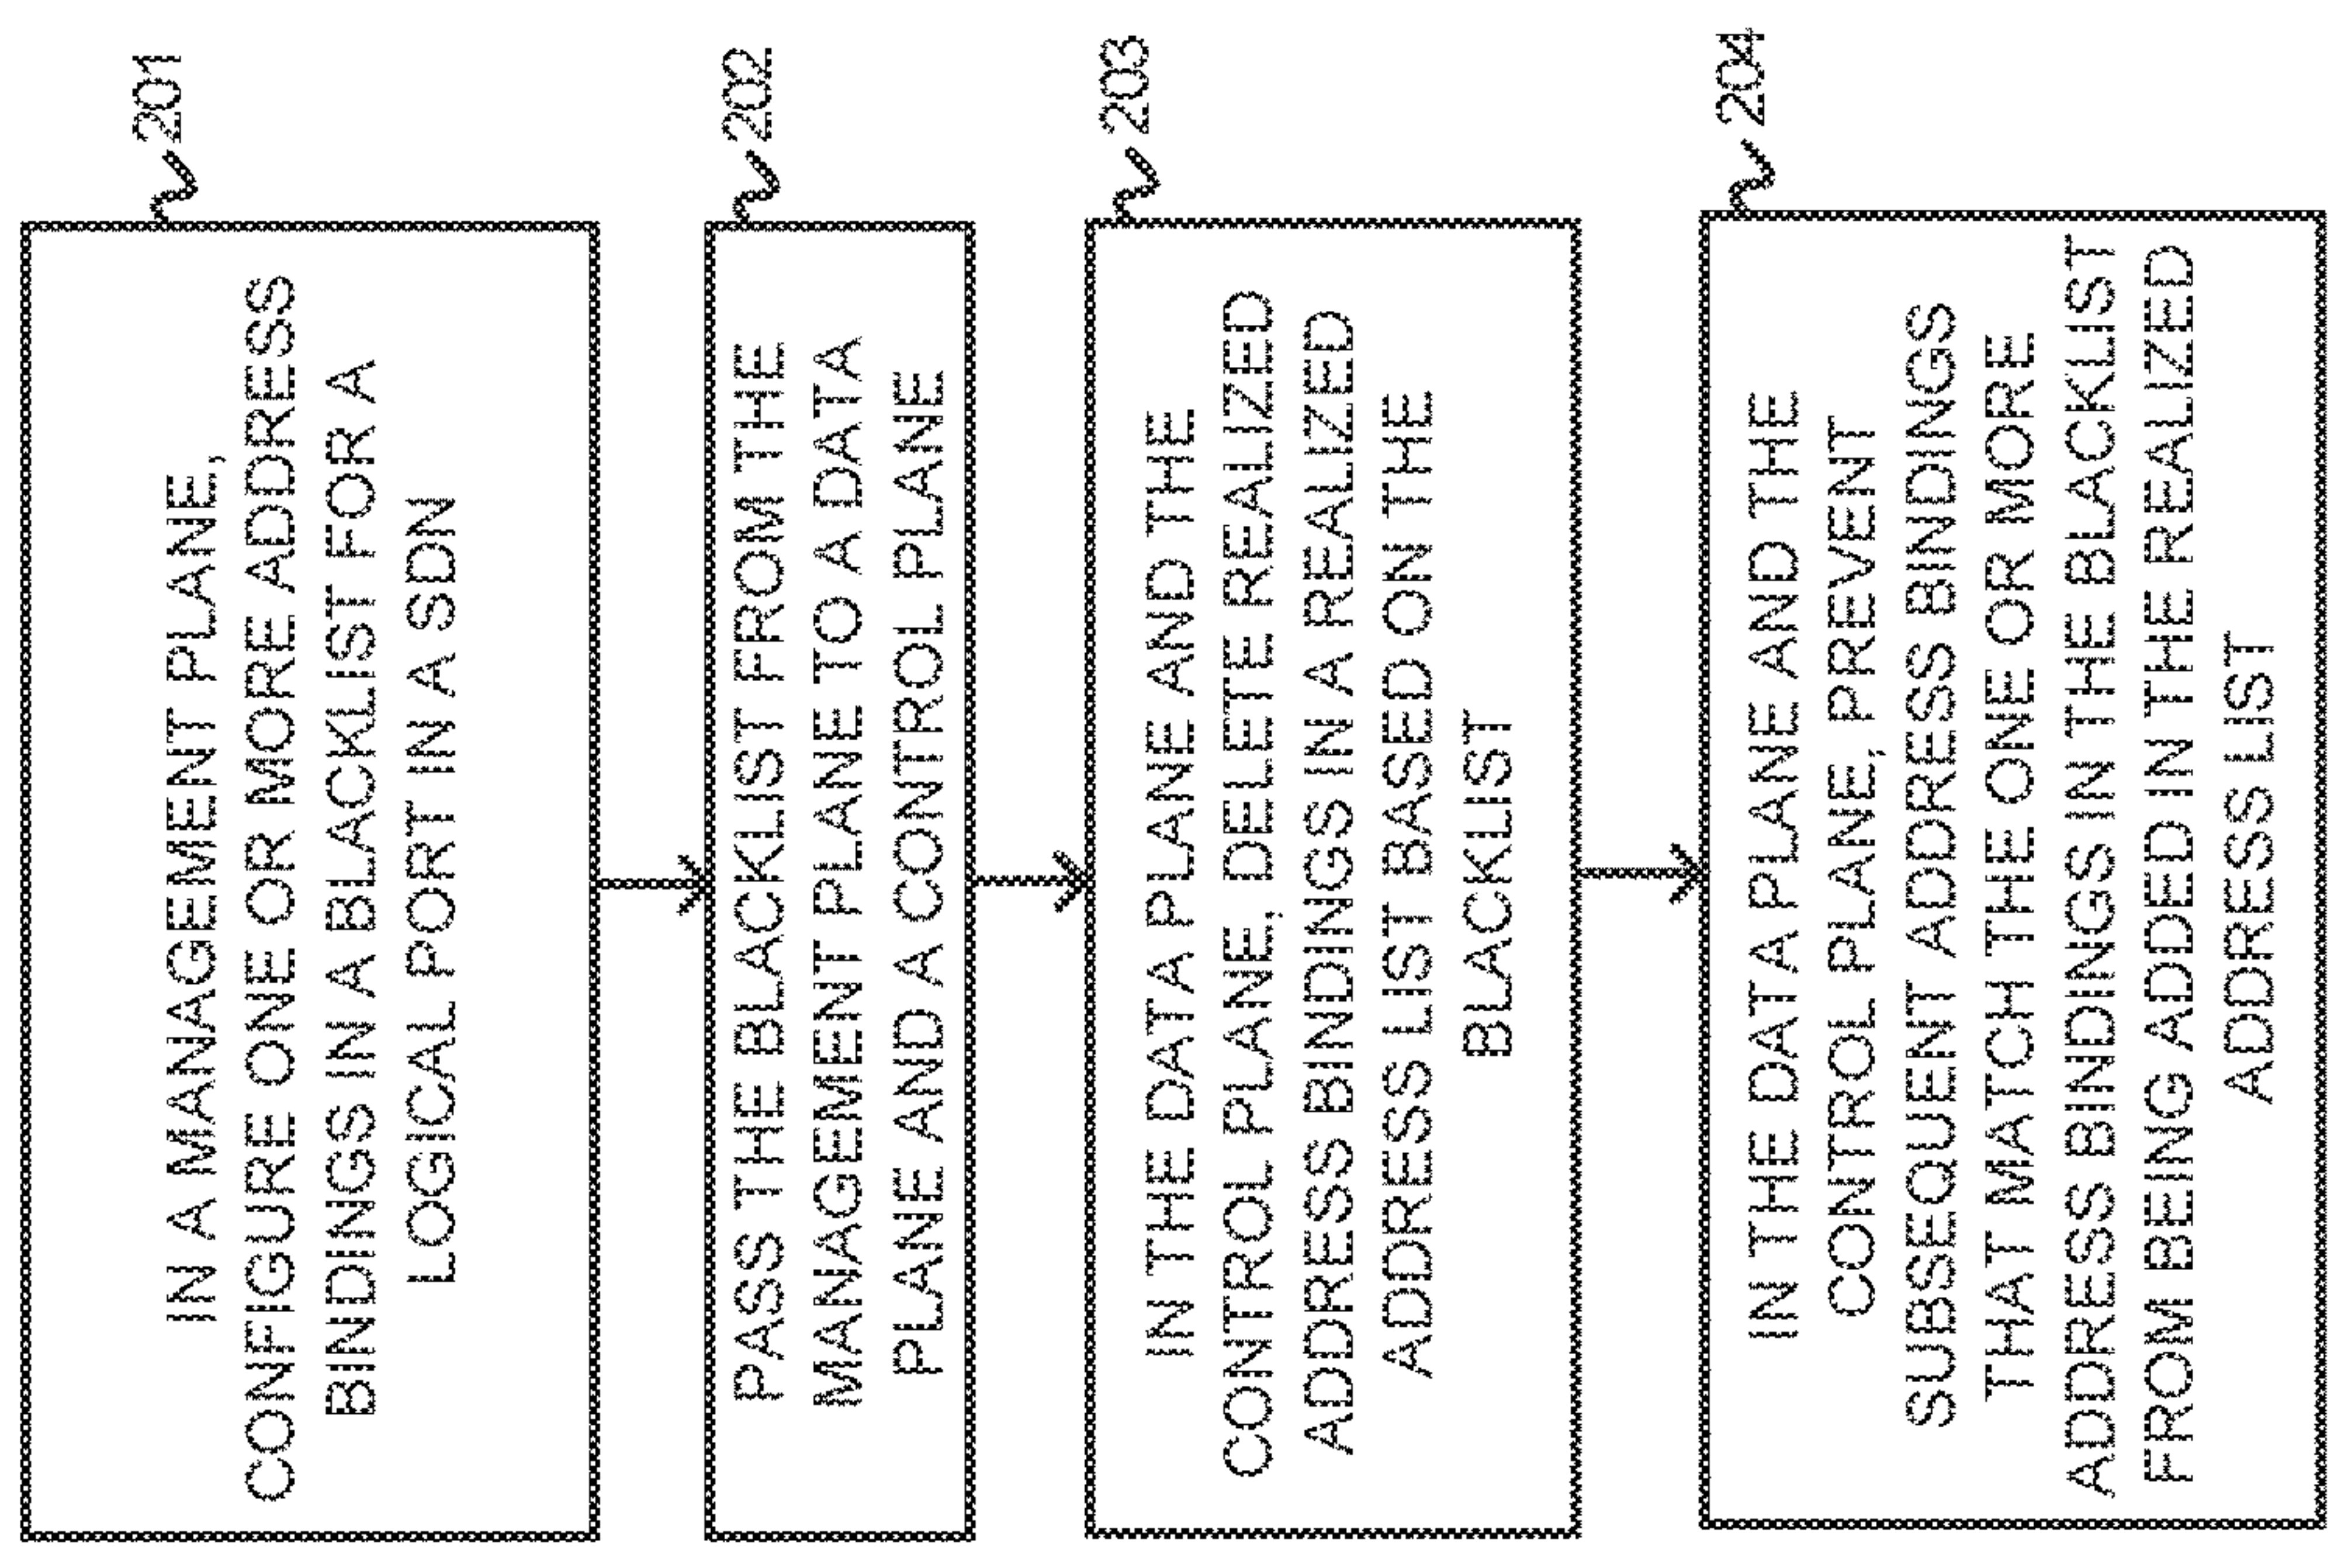 201
IN A MANAGEMENT PLANE,
CONFIGURE ONE OR MORE ADDRESS
BINDINGS IN A BLACKLIST FOR A
LOGICAL PORT IN A SDN
202
PASS THE BLACKLIST FROM THE
MANAGEMENT PLANE TO A DATA
PLANE AND A CONTROL PLANE
203
IN THE DATA PLANE AND THE
CONTROL PLANE, DELETE REALIZED
ADDRESS BINDINGS IN A REALIZED
ADDRESS LIST BASED ON THE
BLACKLIST
204
IN THE DATA PLANE AND THE
CONTROL PLANE, PREVENT
SUBSEQUENT ADDRESS BINDINGS
THAT MATCH THE ONE OR MORE
ADDRESS BINDINGS IN THE BLACKLIST
FROM BEING ADDED IN THE REALIZED
ADDRESS LIST